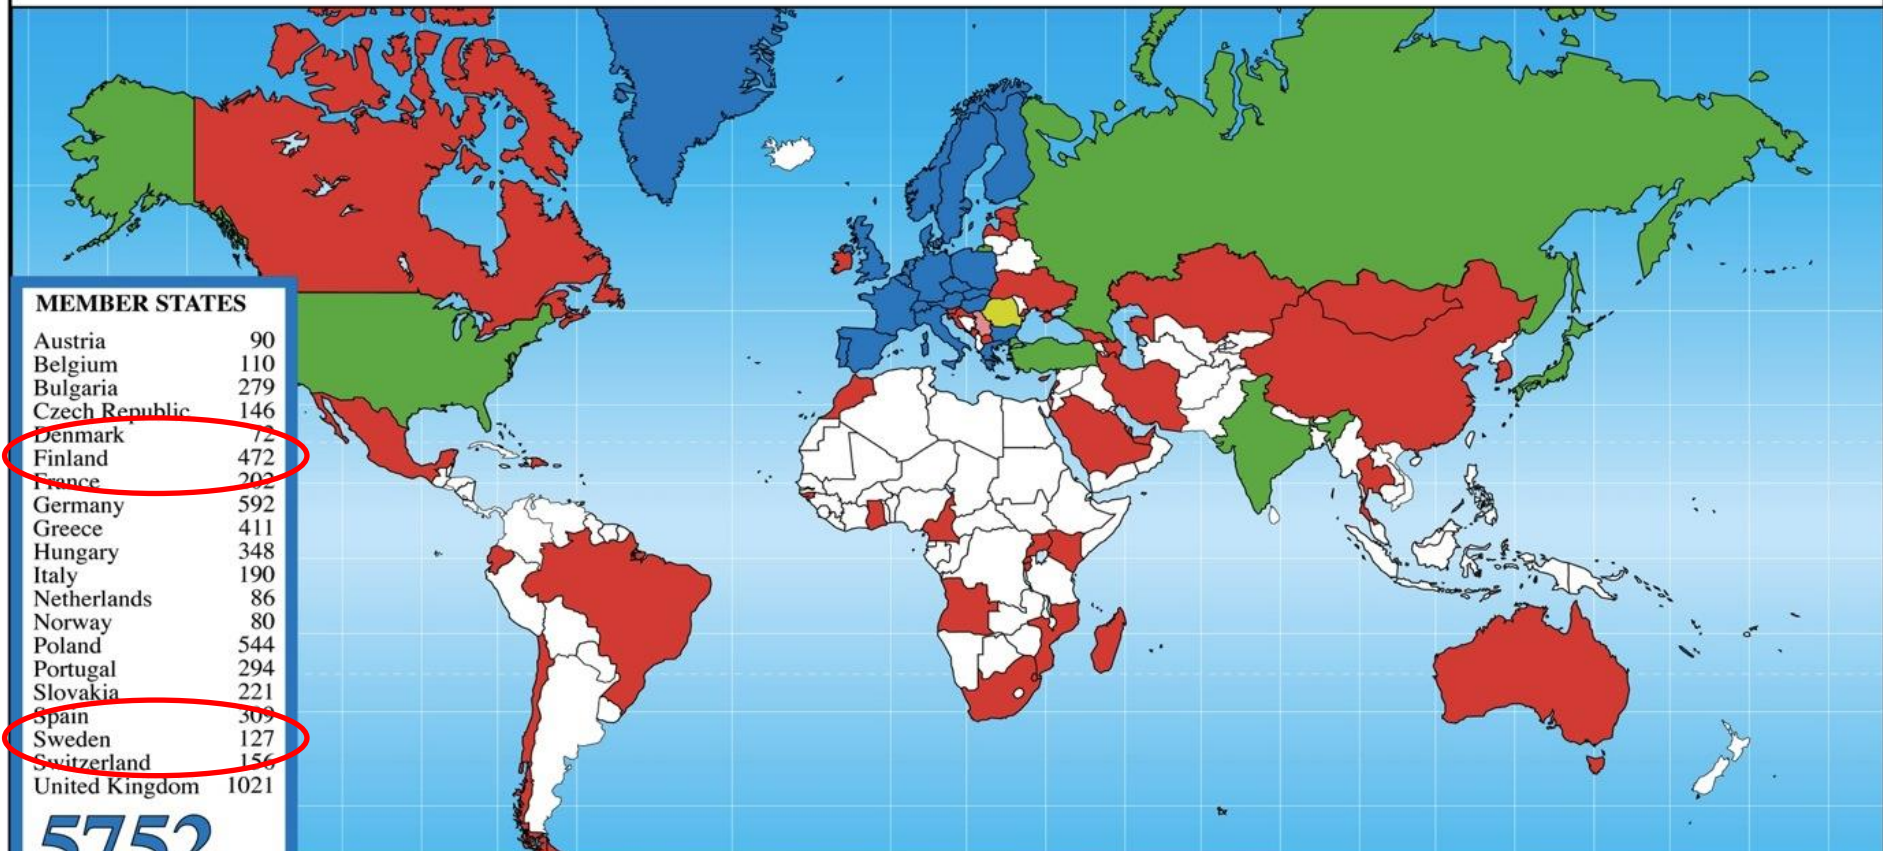 MEMBER STATES
Austria 90
Belgium 110
Bulgaria 279
Czech Republic 146
Denmark 72
Finland 472
France 202
Germany 592
Greece 411
Hungary 348
Italy 190
Netherlands 86
Norway 80
Poland 544
Portugal 294
Slovakia 221
Spain 309
Sweden 127
Switzerland 156
United Kingdom 1021
5752